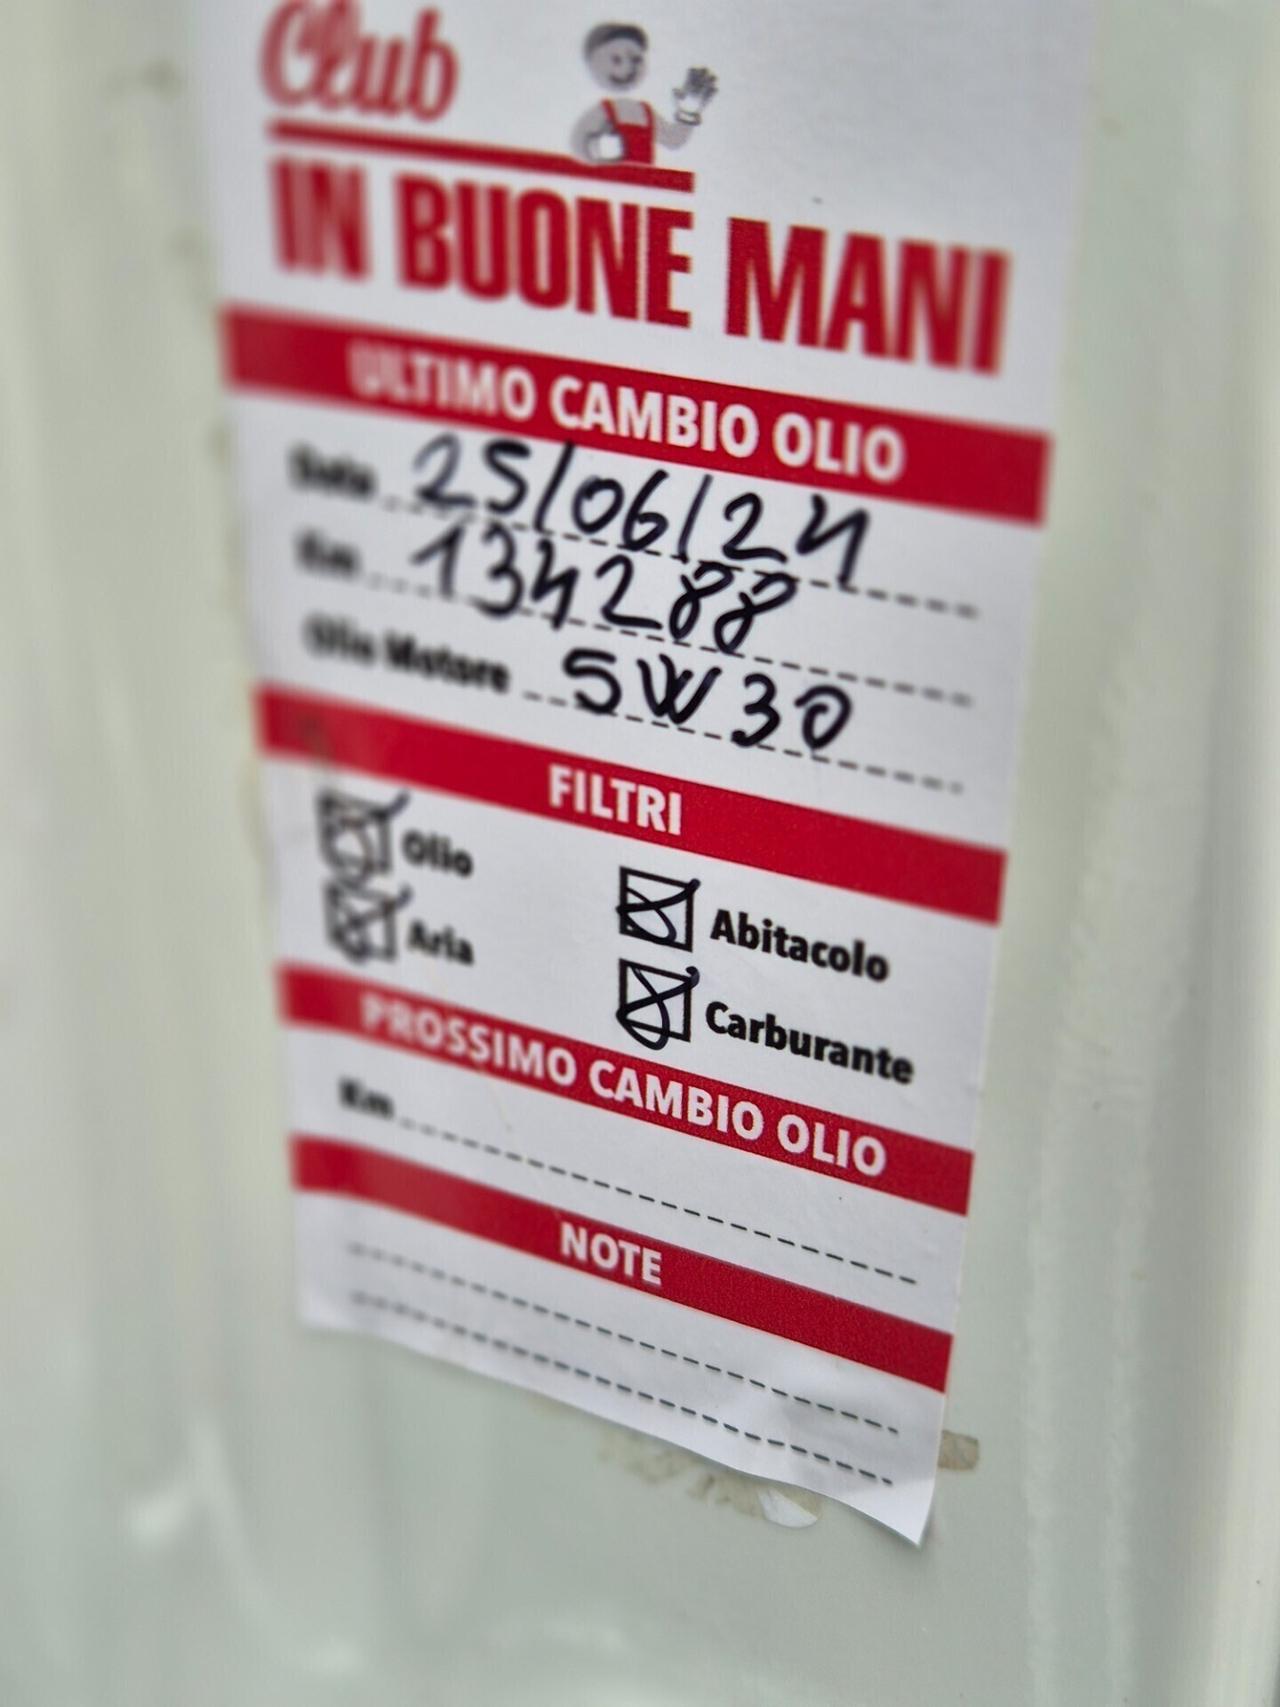 Club
IN BUONE MANI
ULTIMO CAMBIO OLIO
Data 25/06/24
Km 134288
Olio Motore 5W30
FILTRI
Olio Abitacolo
Aria Carburante
PROSSIMO CAMBIO OLIO
Km
NOTE